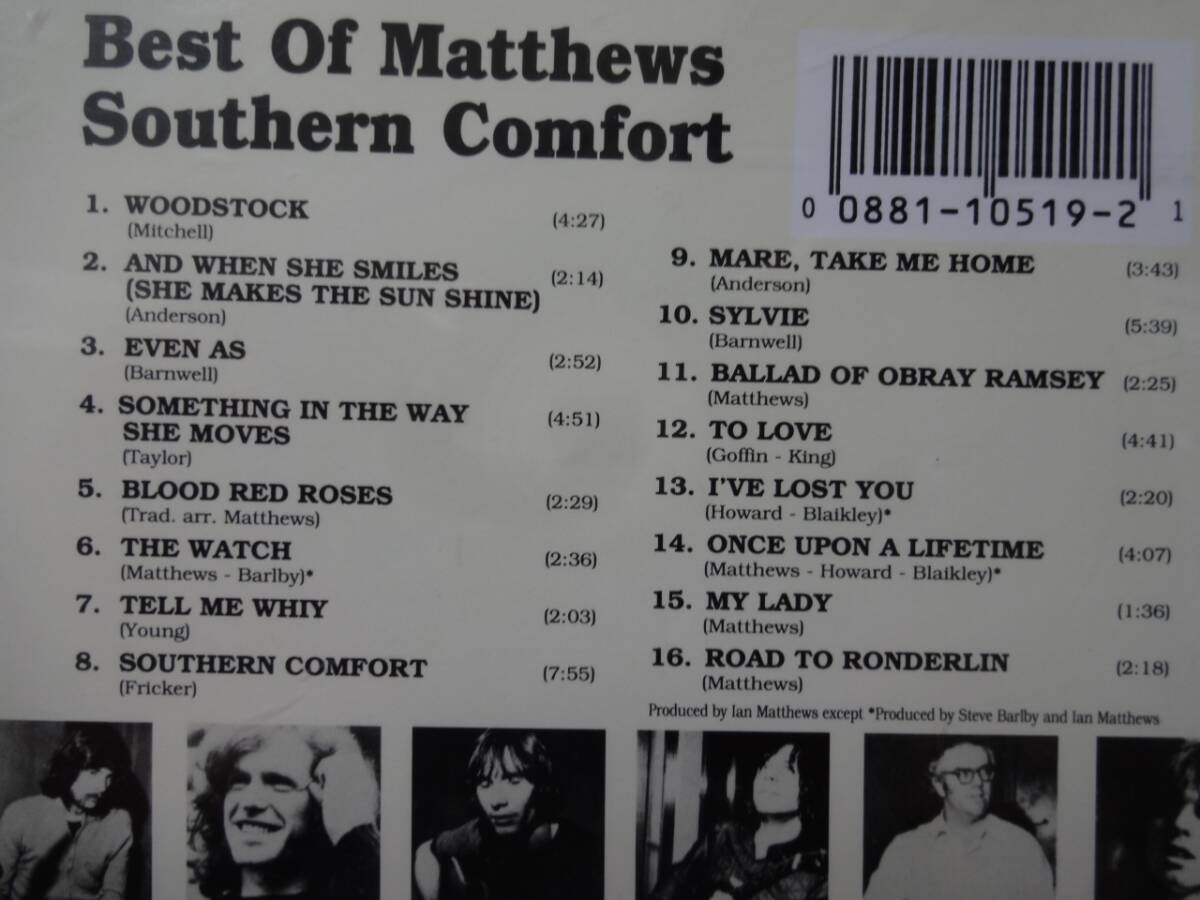 Best Of Matthews
Southern Comfort
0 0881-10519-2 1
1. WOODSTOCK (4:27)
(Mitchell)
2. AND WHEN SHE SMILES (2:14)
(SHE MAKES THE SUN SHINE)
(Anderson)
3. EVEN AS (2:52)
(Barnwell)
4. SOMETHING IN THE WAY (4:51)
SHE MOVES
(Taylor)
5. BLOOD RED ROSES (2:29)
(Trad. arr. Matthews)
6. THE WATCH (2:36)
(Matthews - Barlby)*
7. TELL ME WHIY (2:03)
(Young)
8. SOUTHERN COMFORT (7:55)
(Fricker)
9. MARE, TAKE ME HOME (3:43)
(Anderson)
10. SYLVIE (5:39)
(Barnwell)
11. BALLAD OF OBRAY RAMSEY (2:25)
(Matthews)
12. TO LOVE (4:41)
(Goffin - King)
13. I'VE LOST YOU (2:20)
(Howard - Blaikley)*
14. ONCE UPON A LIFETIME (4:07)
(Matthews - Howard - Blaikley)*
15. MY LADY (1:36)
(Matthews)
16. ROAD TO RONDERLIN (2:18)
(Matthews)
Produced by Ian Matthews except *Produced by Steve Barlby and Ian Matthews